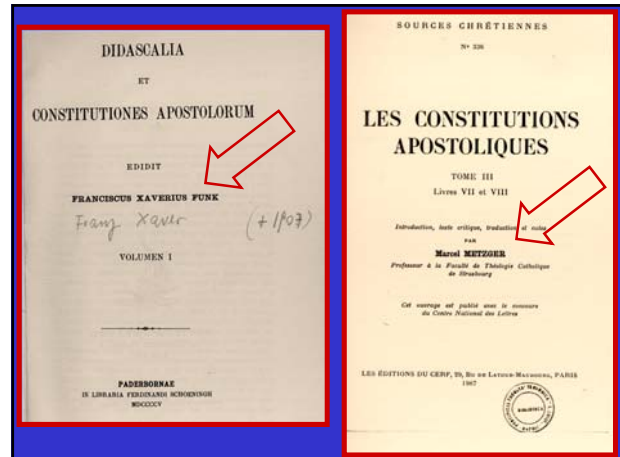 DIDASCALIA
ET
CONSTITUTIONES APOSTOLORUM
EDIDIT
FRANCISCUS XAVERIUS FUNK
Franz Xaver (+ 1907)
VOLUMEN I
PADERBORNAE
IN LIBRARIA FERDINANDI SCHOENINGH
MDCCCCV
SOURCES CHRÉTIENNES
N° 336
LES CONSTITUTIONS
APOSTOLIQUES
TOME III
Livres VII et VIII
Introduction, texte critique, traduction et notes
PAR
Marcel METZGER
Professeur à la Faculté de Théologie Catholique
de Strasbourg
Cet ouvrage est publié avec le concours
du Centre National des Lettres
LES ÉDITIONS DU CERF, 29, BD DE LATOUR-MAUBOURG, PARIS
1987
BIBLIOTHECA